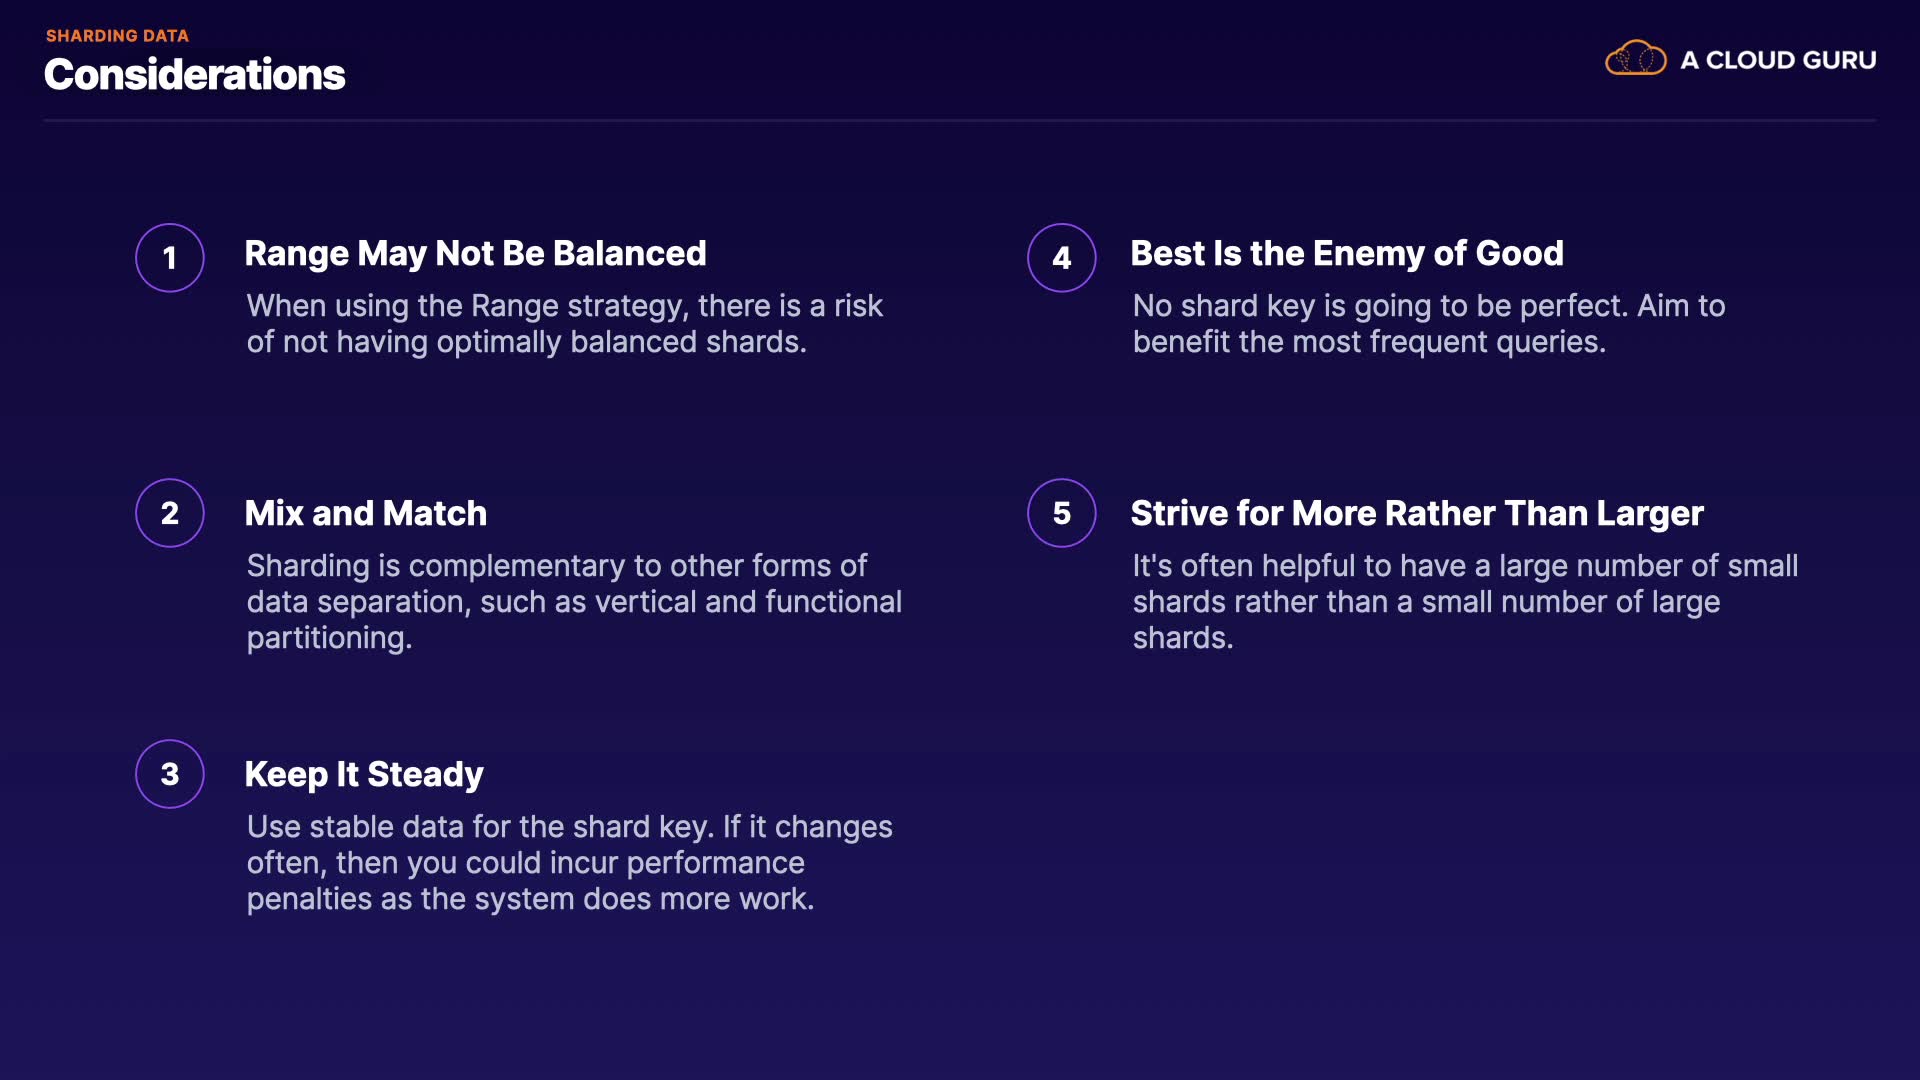 SHARDING DATA
Considerations
A CLOUD GURU
1
Range May Not Be Balanced
When using the Range strategy, there is a risk
of not having optimally balanced shards.
2
Mix and Match
Sharding is complementary to other forms of
data separation, such as vertical and functional
partitioning.
3
Keep It Steady
Use stable data for the shard key. If it changes
often, then you could incur performance
penalties as the system does more work.
4
Best Is the Enemy of Good
No shard key is going to be perfect. Aim to
benefit the most frequent queries.
5
Strive for More Rather Than Larger
It's often helpful to have a large number of small
shards rather than a small number of large
shards.